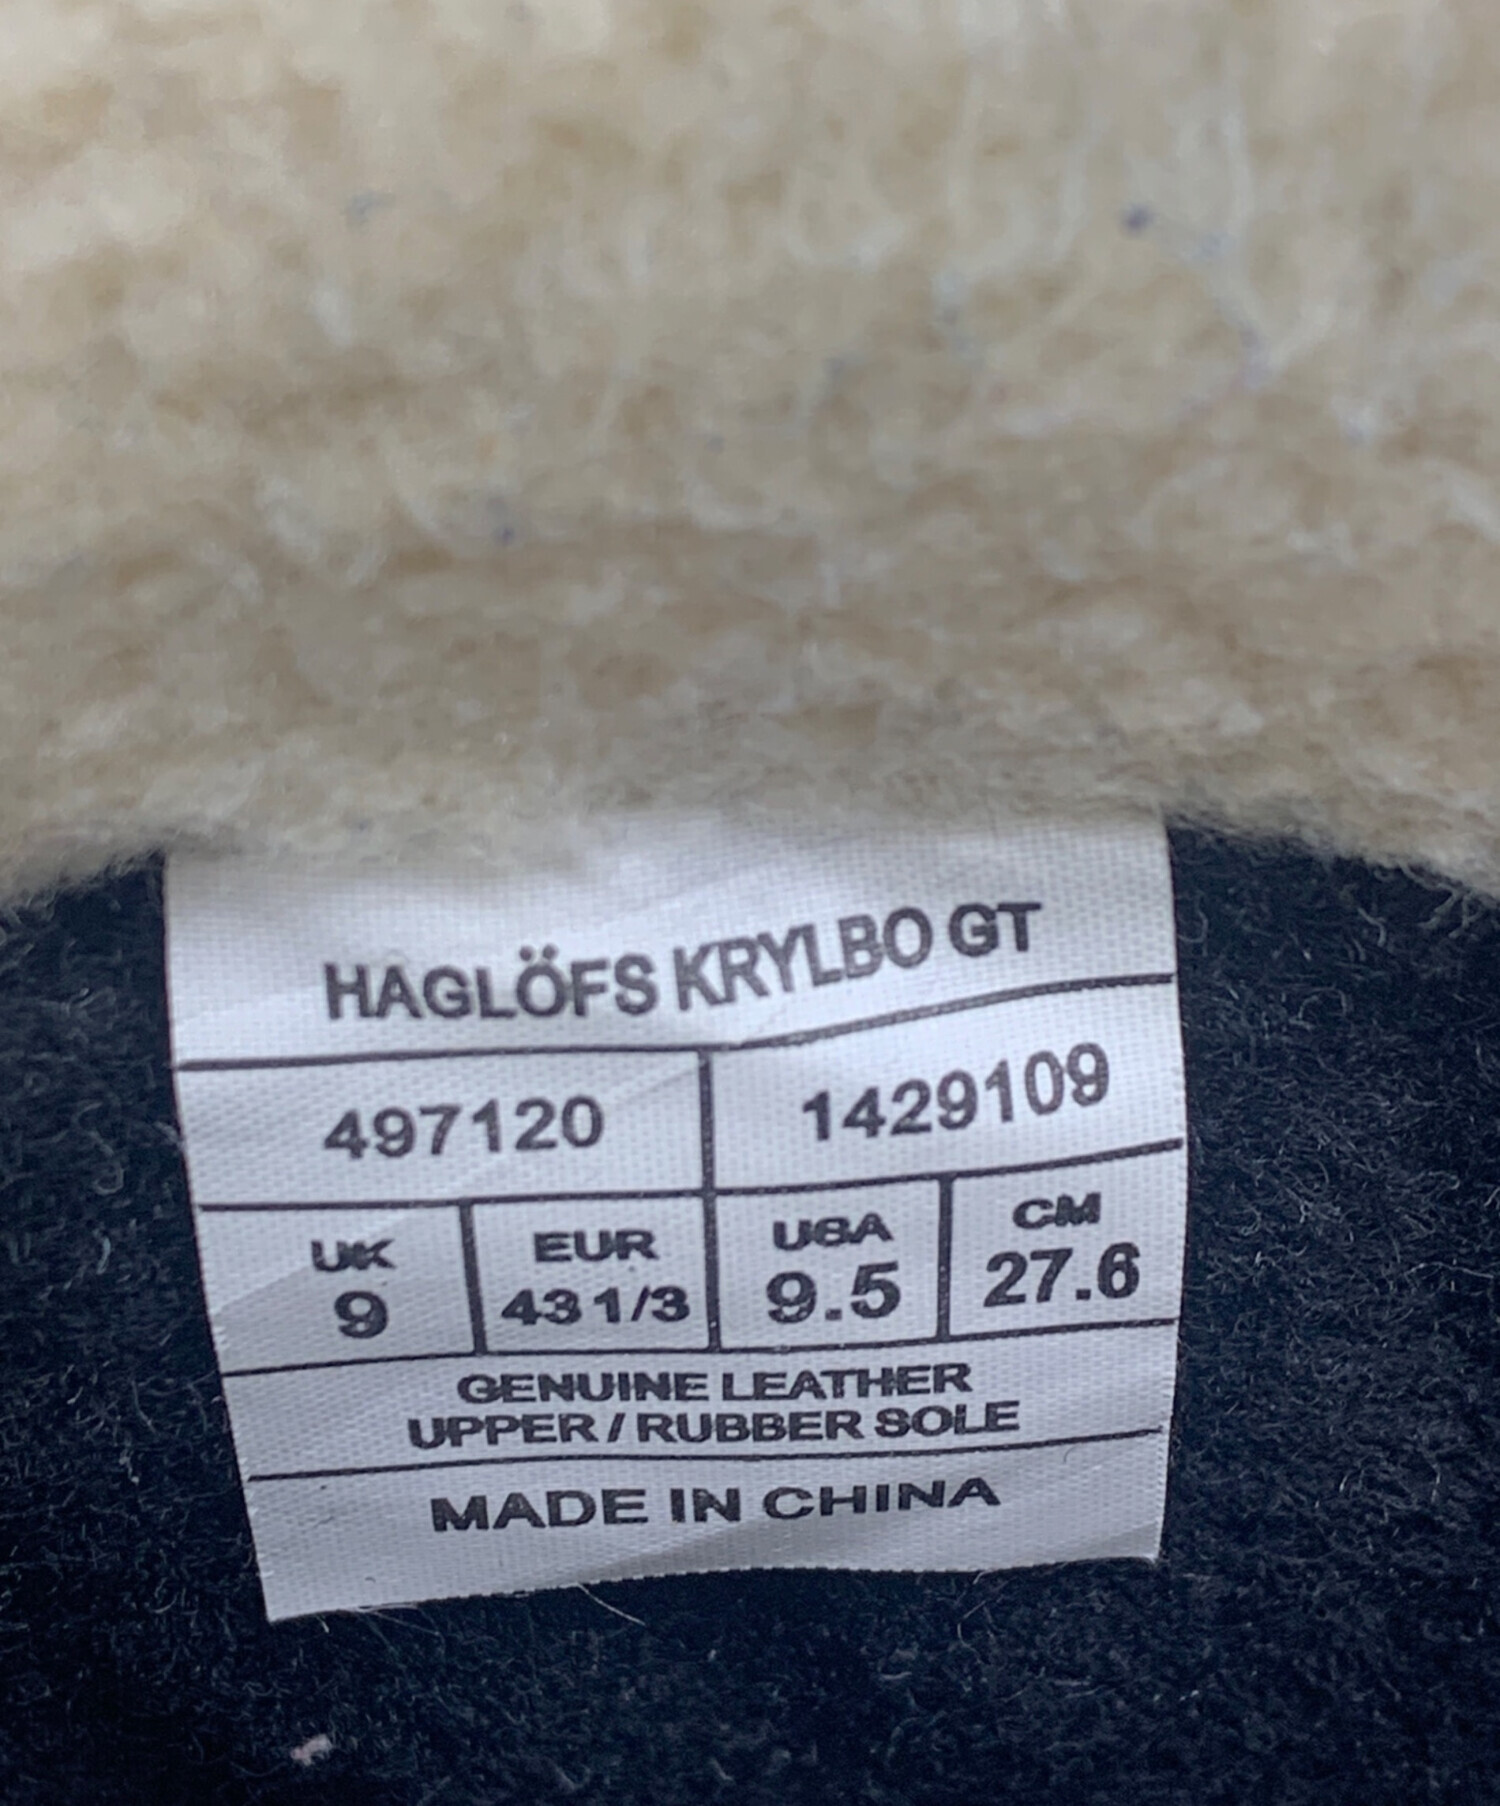 HAGLÖFS KRYLBO GT
497120 1429109
UK EUR USA CM
9 43 1/3 9.5 27.6
GENUINE LEATHER
UPPER / RUBBER SOLE
MADE IN CHINA